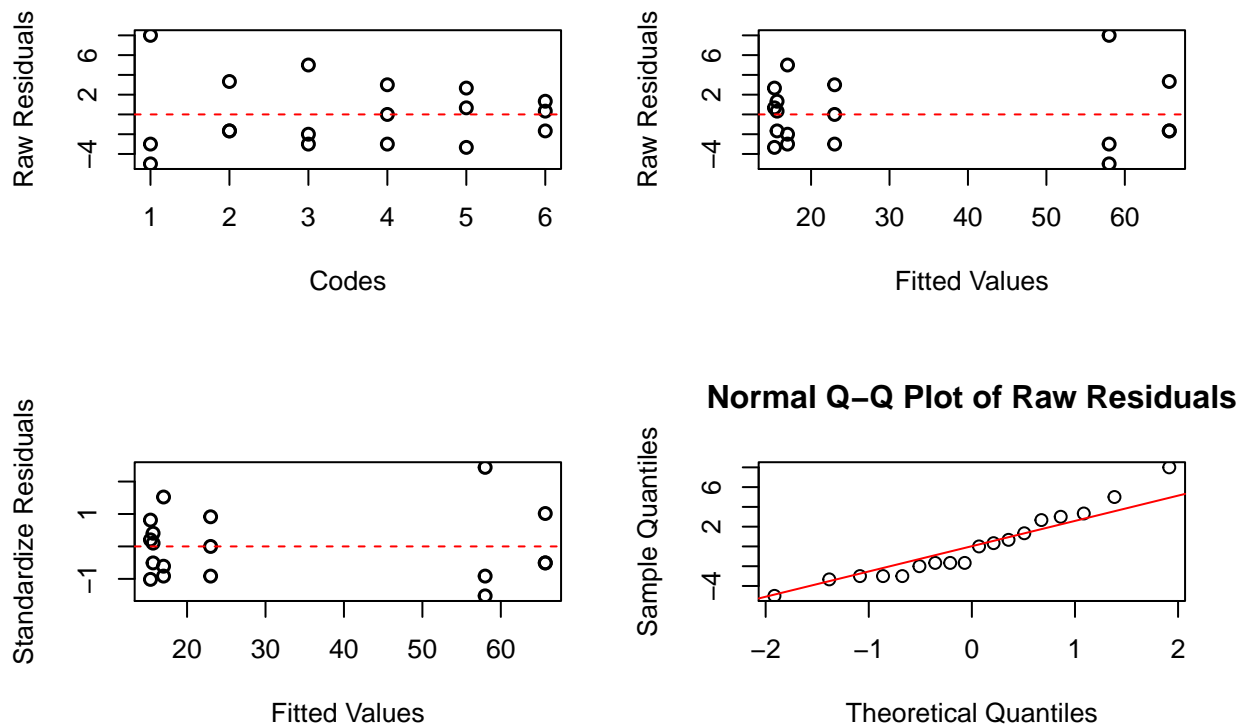 Raw Residuals
6
2
−4
1 2 3 4 5 6
Codes
Raw Residuals
6
2
−4
20 30 40 50 60
Fitted Values
Standardize Residuals
1
−1
20 30 40 50 60
Fitted Values
Normal Q−Q Plot of Raw Residuals
Sample Quantiles
6
2
−4
−2 −1 0 1 2
Theoretical Quantiles